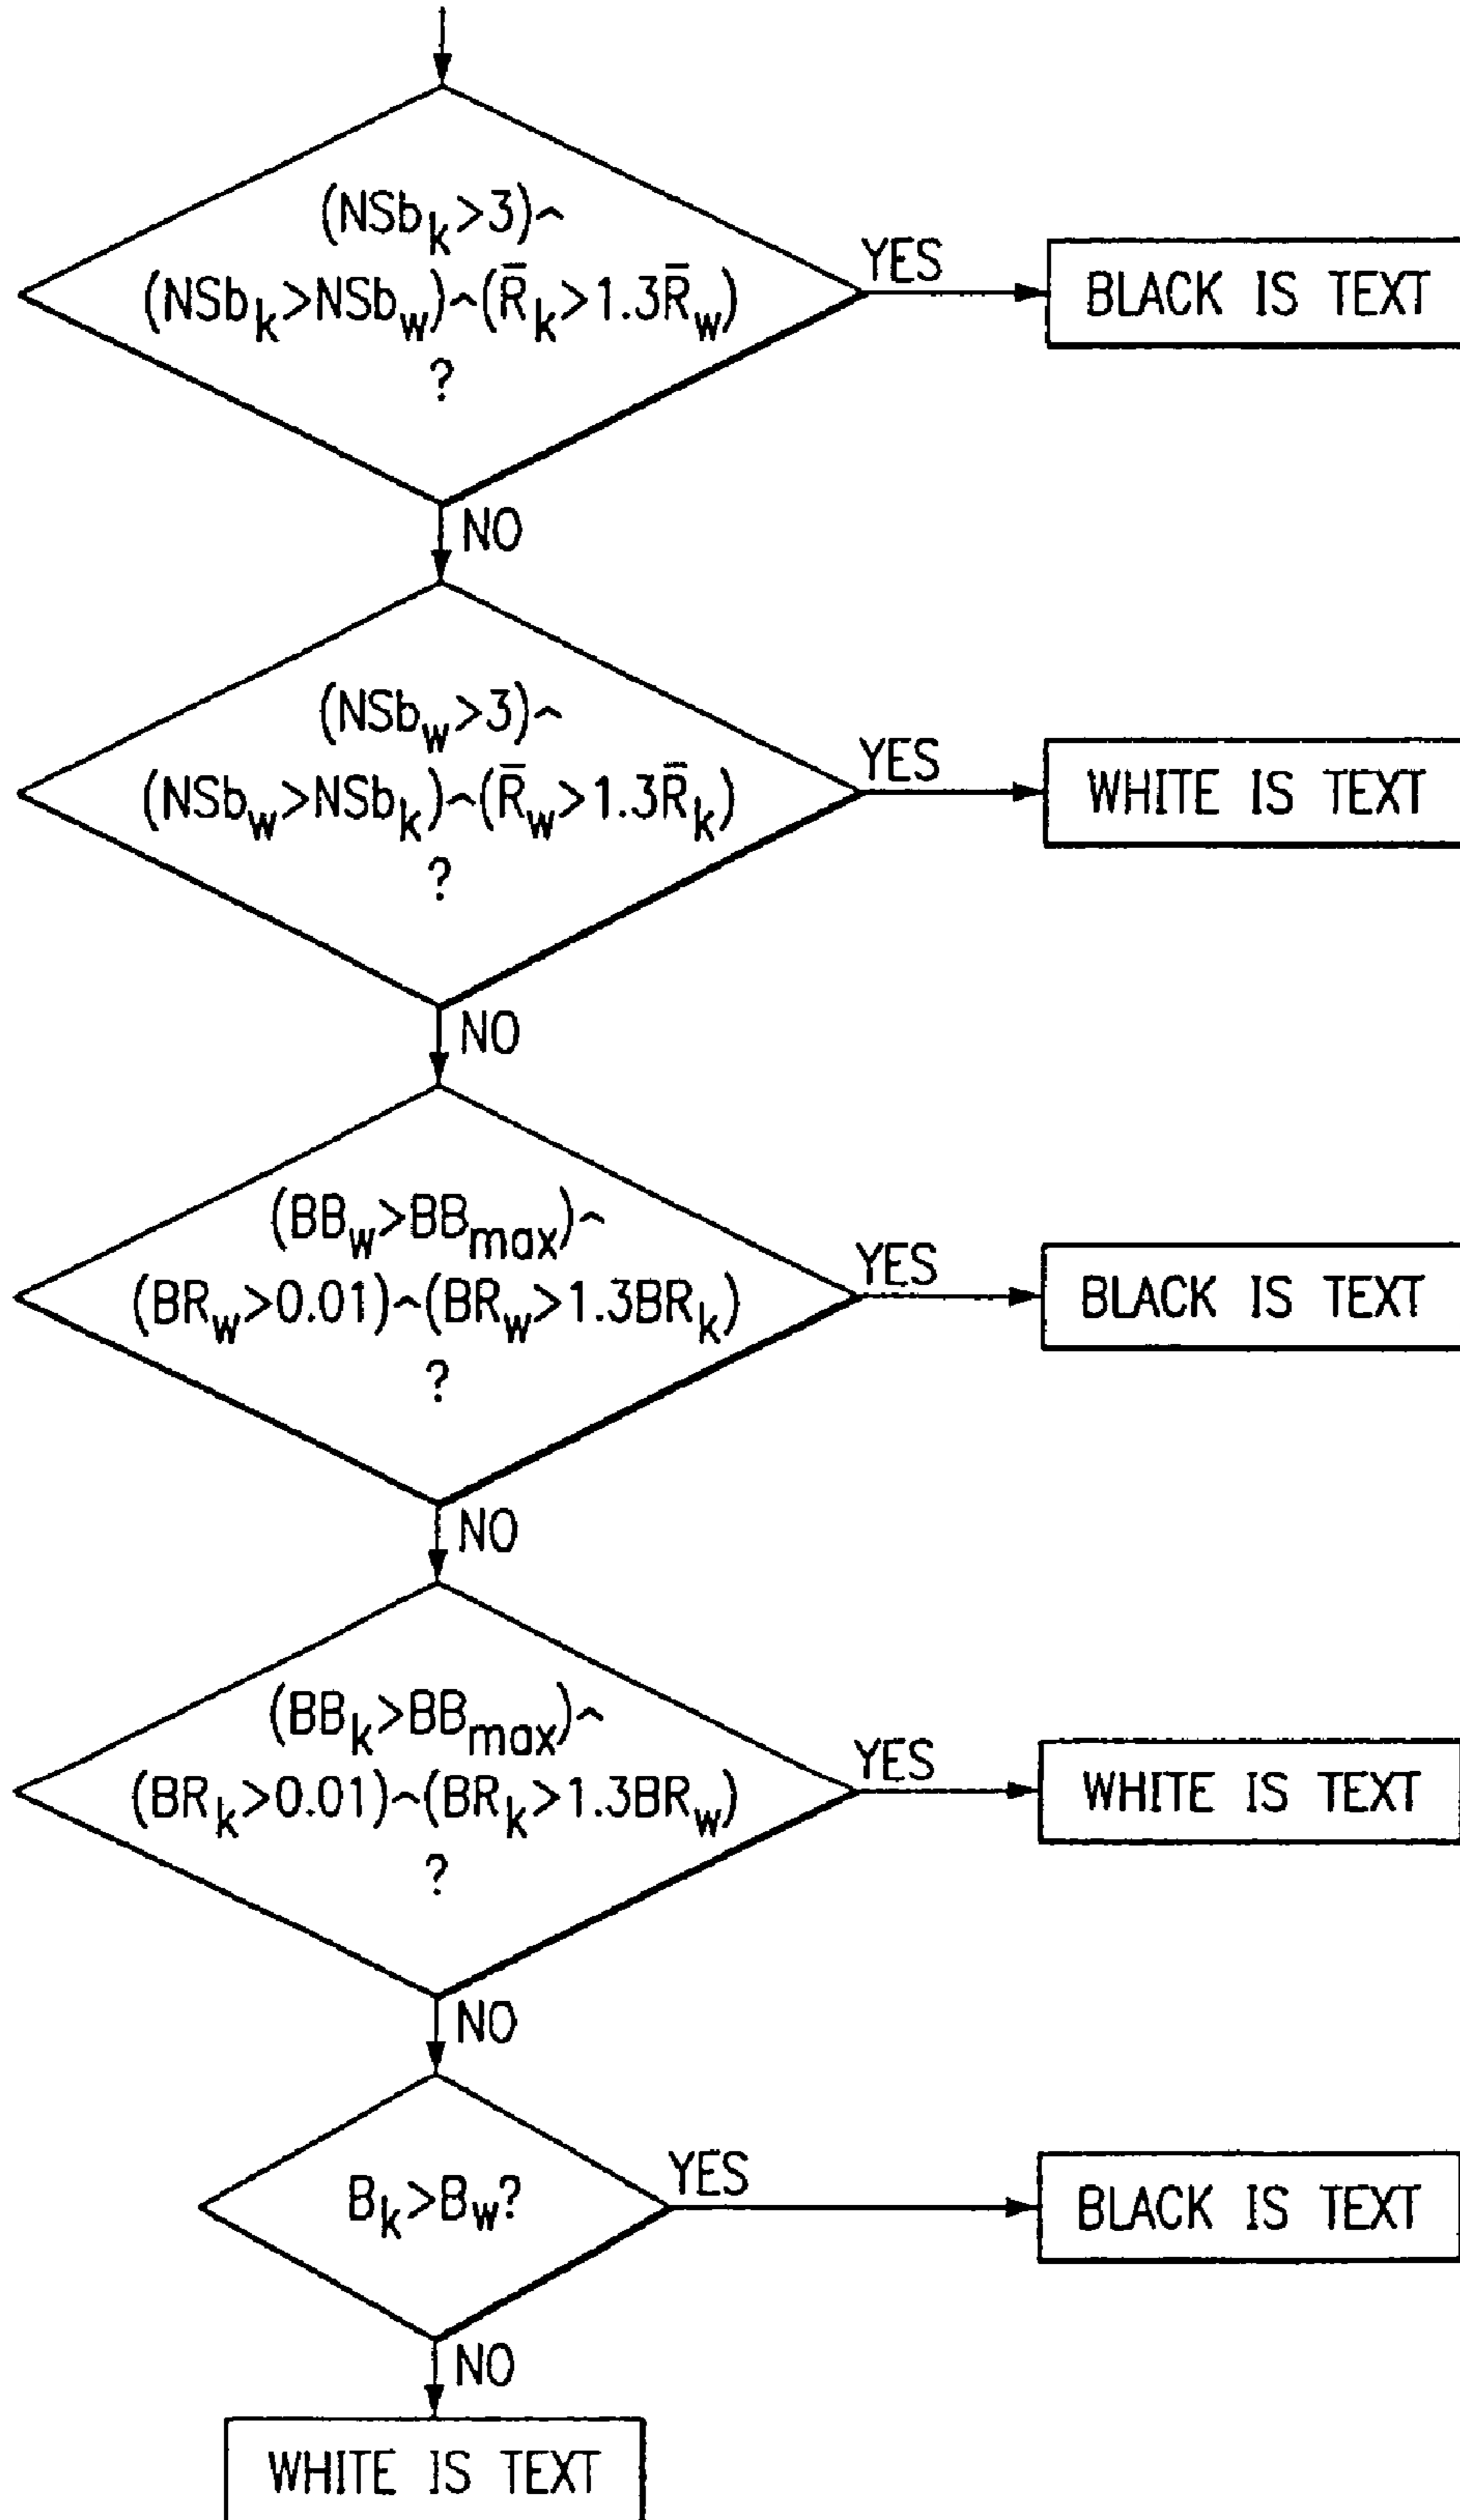 (NSb_k>3)^
(NSb_k>NSb_w)^(R̄_k>1.3R̄_w)
?
YES
BLACK IS TEXT
NO
(NSb_w>3)^
(NSb_w>NSb_k)^(R̄_w>1.3R̄_k)
?
YES
WHITE IS TEXT
NO
(BB_w>BB_max)^
(BR_w>0.01)^(BR_w>1.3BR_k)
?
YES
BLACK IS TEXT
NO
(BB_k>BB_max)^
(BR_k>0.01)^(BR_k>1.3BR_w)
?
YES
WHITE IS TEXT
NO
B_k>B_w?
YES
BLACK IS TEXT
NO
WHITE IS TEXT